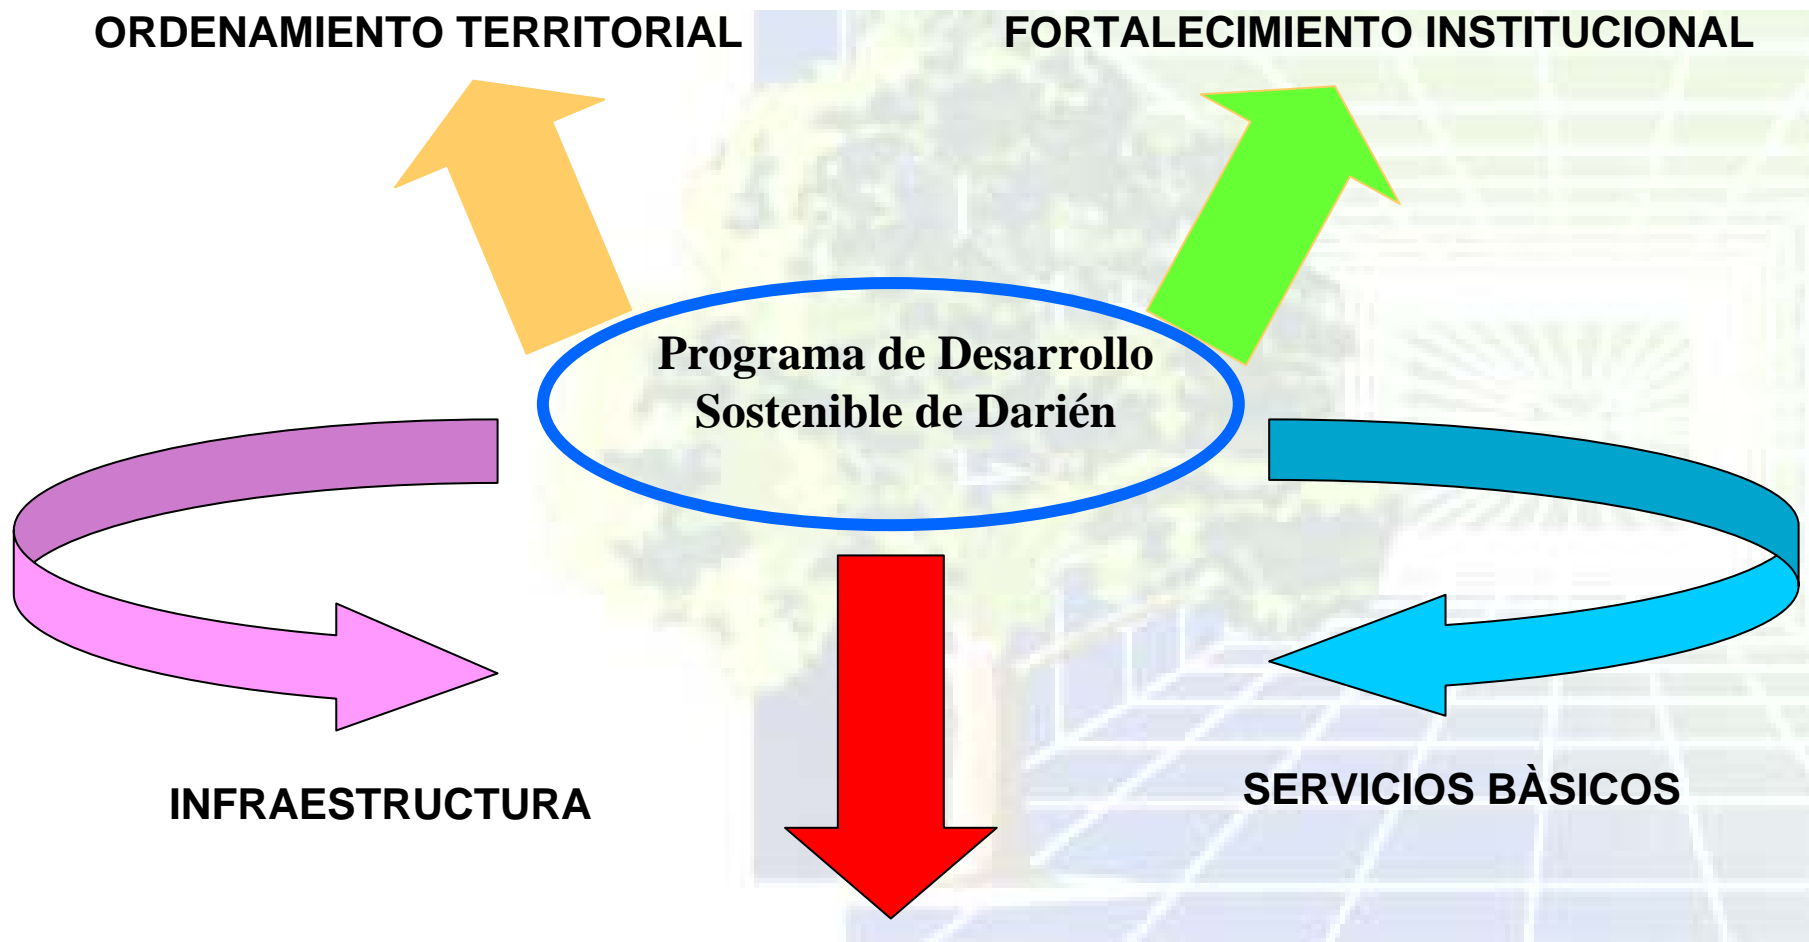 ORDENAMIENTO TERRITORIAL
FORTALECIMIENTO INSTITUCIONAL
Programa de Desarrollo
Sostenible de Darién
INFRAESTRUCTURA
SERVICIOS BÀSICOS